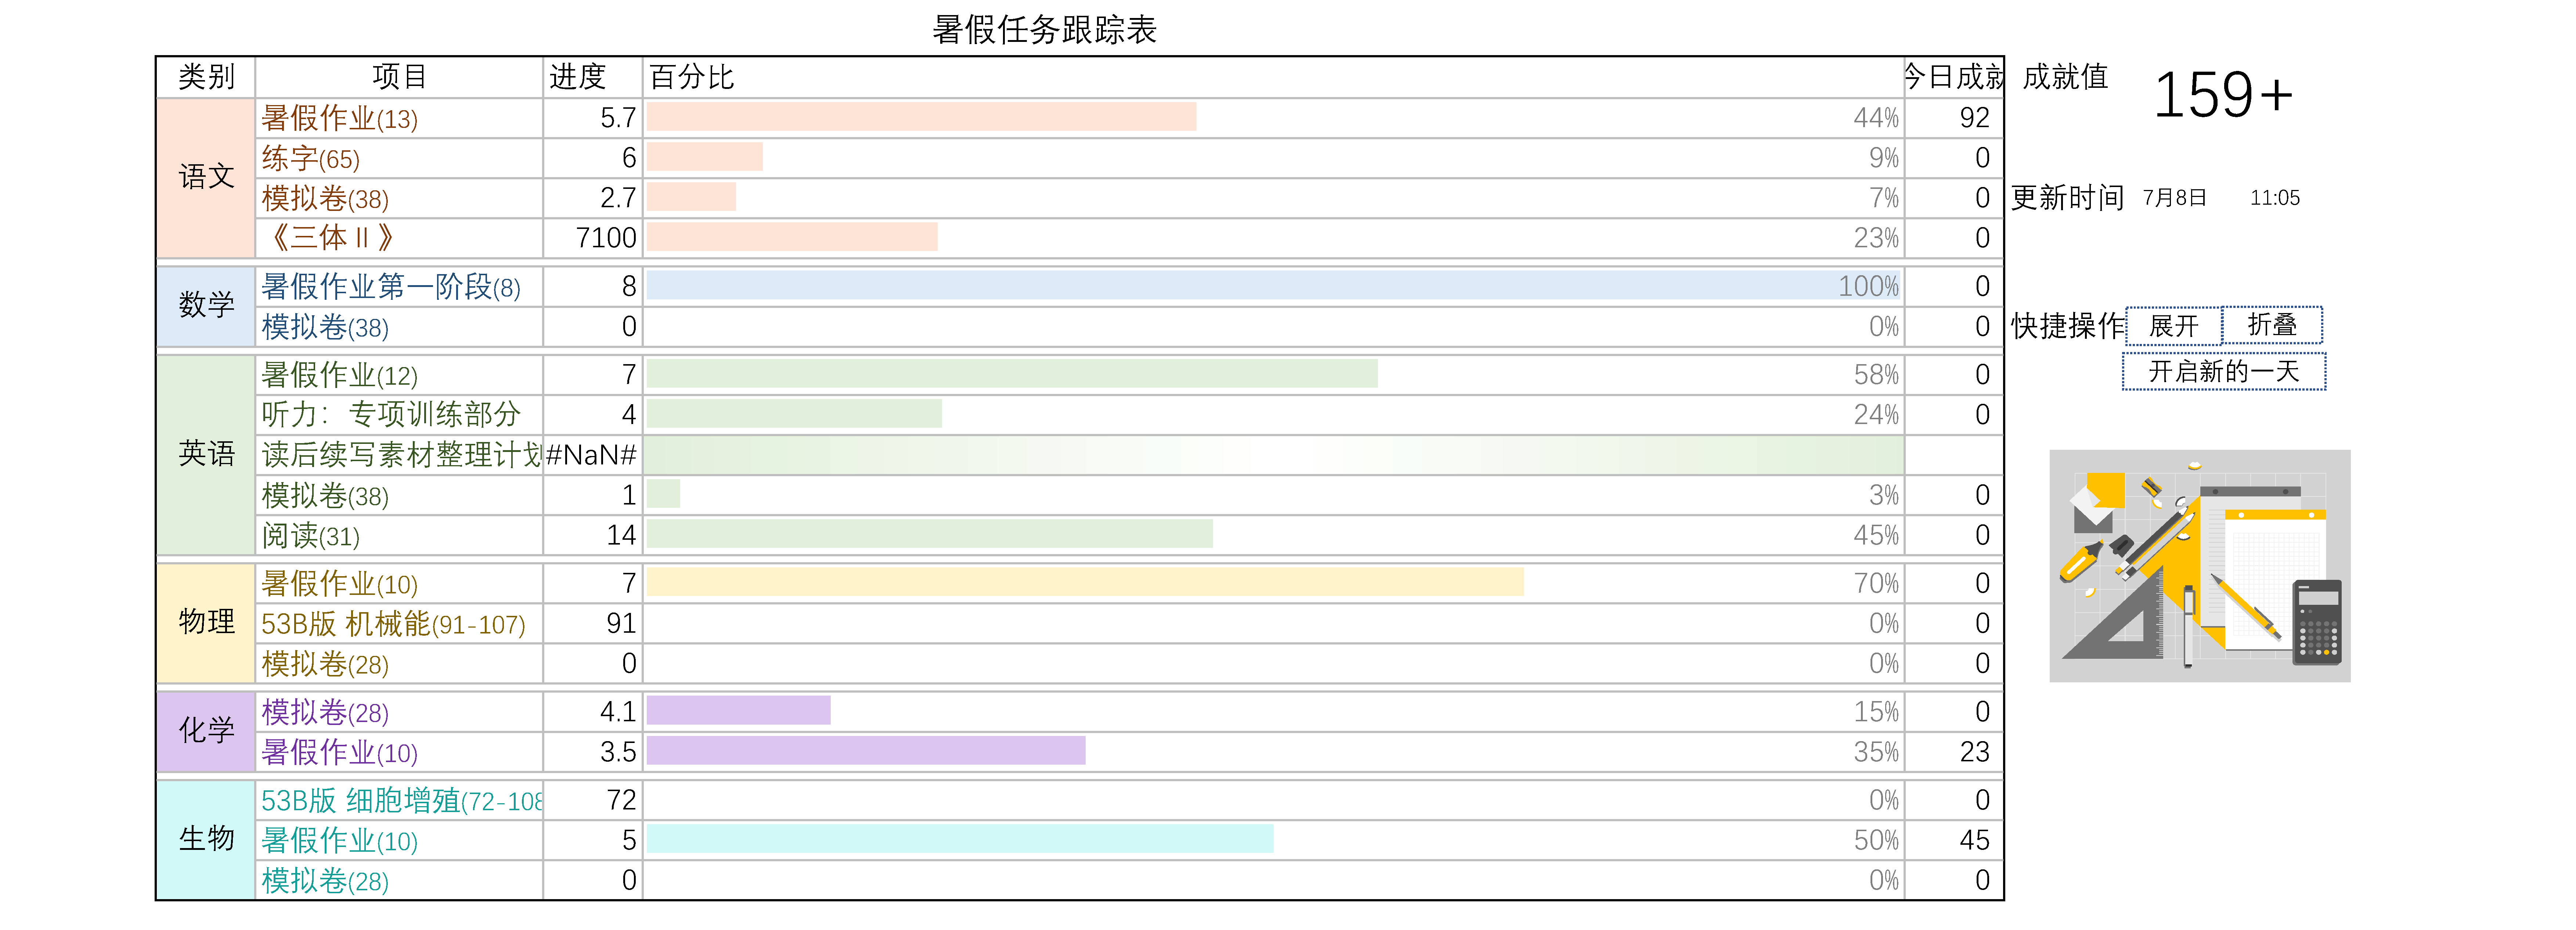 暑假任务跟踪表
类别 项目 进度 百分比 今日成就 成就值 159+
语文 暑假作业(13) 5.7 44% 92
练字(65) 6 9% 0
模拟卷(38) 2.7 7% 0 更新时间 7月8日 11:05
《三体Ⅱ》 7100 23% 0
数学 暑假作业第一阶段(8) 8 100% 0
模拟卷(38) 0 0% 0 快捷操作 展开 折叠
开启新的一天
英语 暑假作业(12) 7 58% 0
听力：专项训练部分 4 24% 0
读后续写素材整理计划 #NaN#
模拟卷(38) 1 3% 0
阅读(31) 14 45% 0
物理 暑假作业(10) 7 70% 0
53B版 机械能(91-107) 91 0% 0
模拟卷(28) 0 0% 0
化学 模拟卷(28) 4.1 15% 0
暑假作业(10) 3.5 35% 23
生物 53B版 细胞增殖(72-108 72 0% 0
暑假作业(10) 5 50% 45
模拟卷(28) 0 0% 0